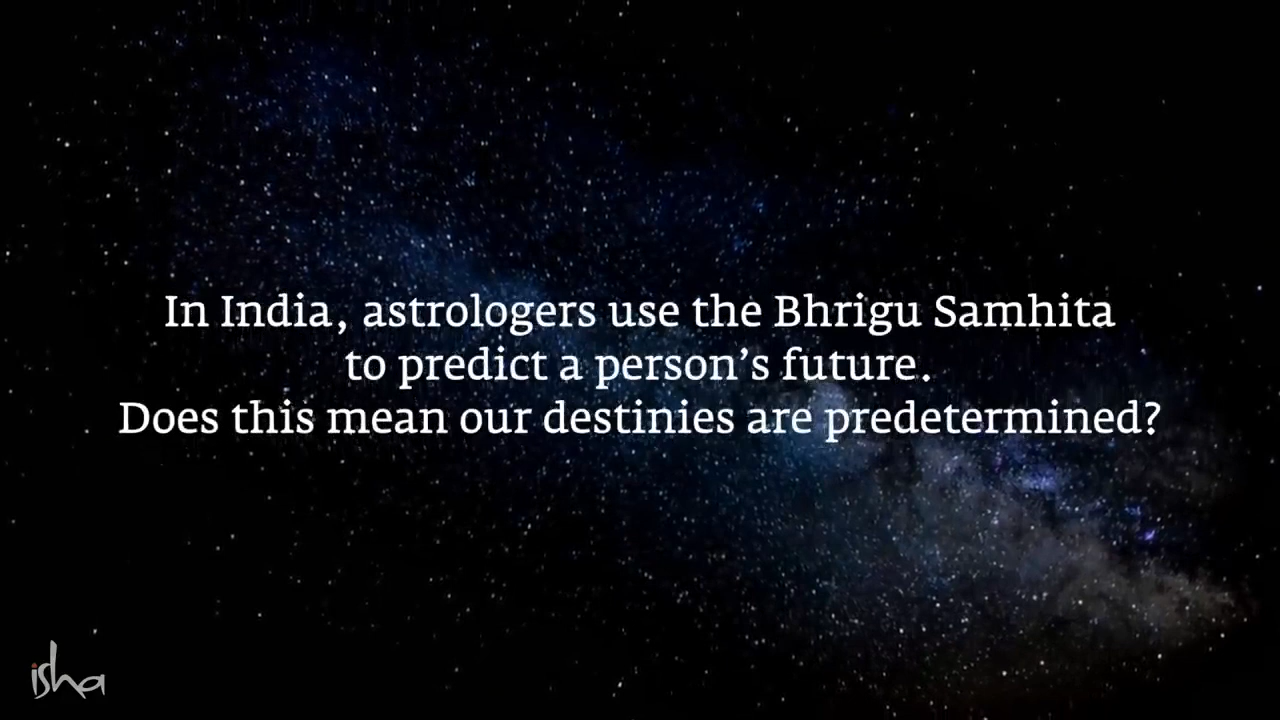 In India, astrologers use the Bhrigu Samhita
to predict a person’s future.
Does this mean our destinies are predetermined?
isha